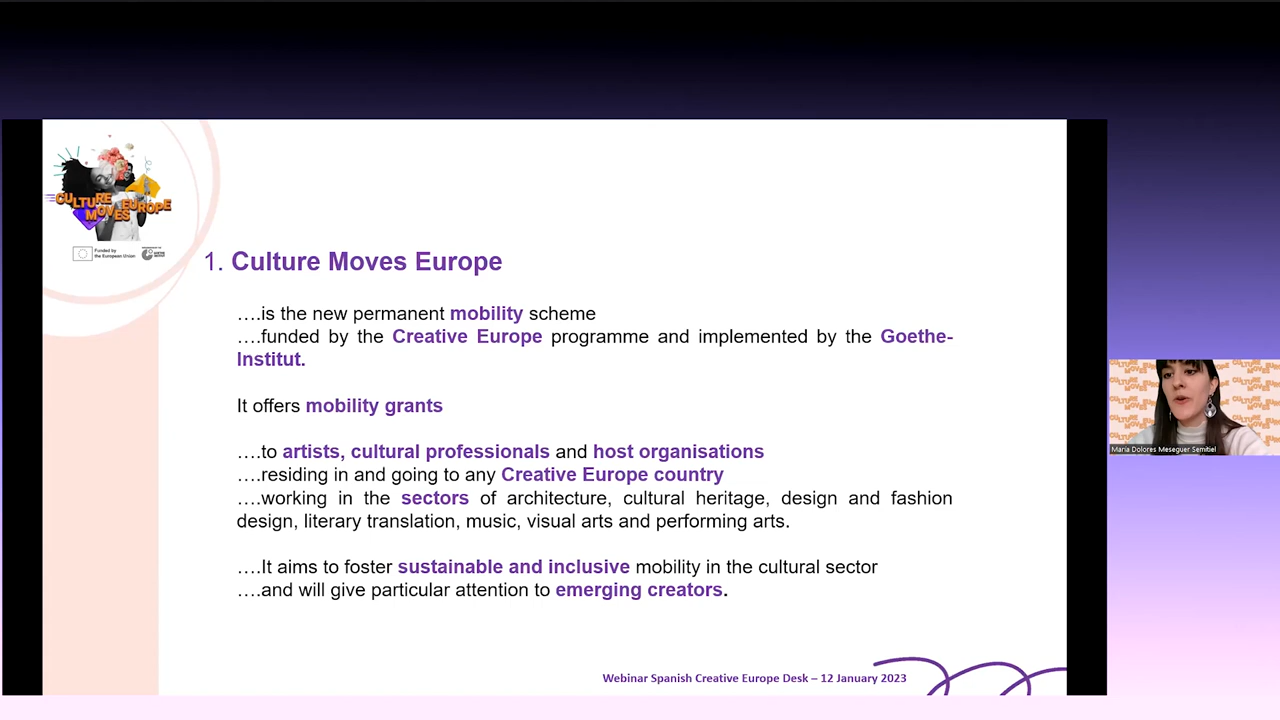 CULTURE
MOVES
EUROPE
Funded by
the European Union
1. Culture Moves Europe
….is the new permanent mobility scheme
….funded by the Creative Europe programme and implemented by the Goethe-
Institut.
It offers mobility grants
….to artists, cultural professionals and host organisations
….residing in and going to any Creative Europe country
….working in the sectors of architecture, cultural heritage, design and fashion
design, literary translation, music, visual arts and performing arts.
….It aims to foster sustainable and inclusive mobility in the cultural sector
….and will give particular attention to emerging creators.
Webinar Spanish Creative Europe Desk – 12 January 2023
María Dolores Meseguer Semitiel